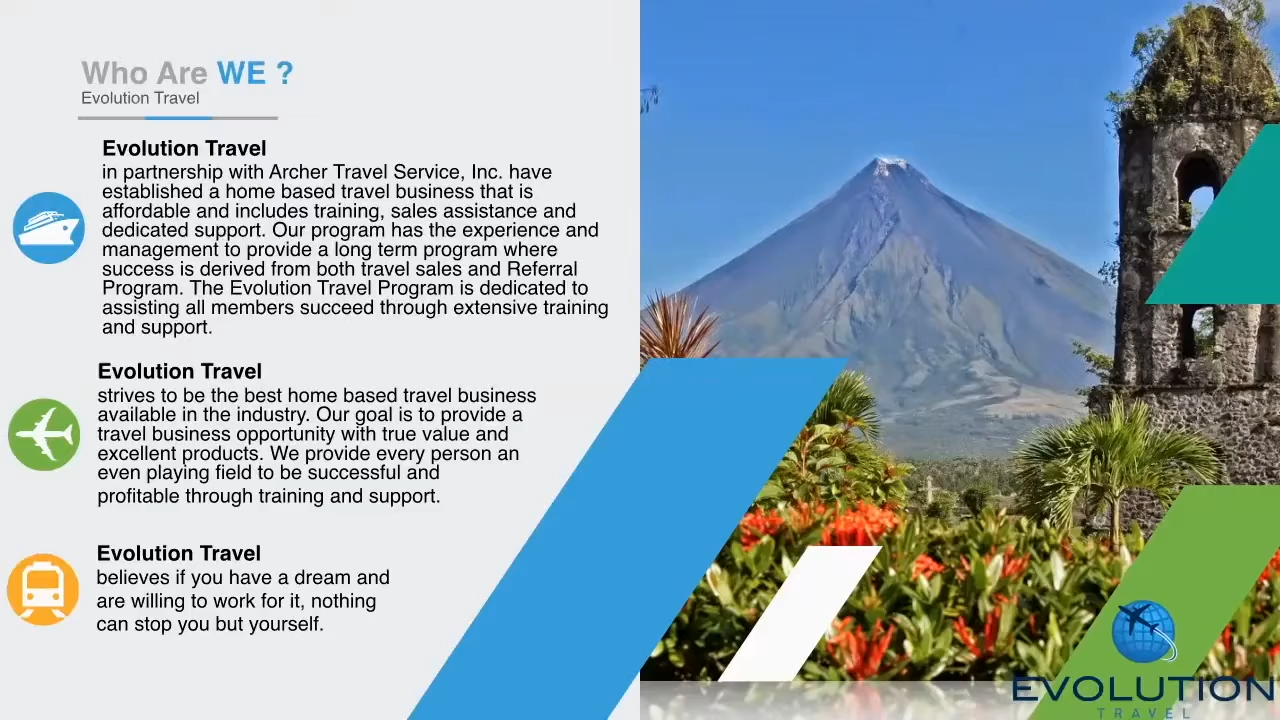 Who Are WE ?
Evolution Travel
Evolution Travel
in partnership with Archer Travel Service, Inc. have
established a home based travel business that is
affordable and includes training, sales assistance and
dedicated support. Our program has the experience and
management to provide a long term program where
success is derived from both travel sales and Referral
Program. The Evolution Travel Program is dedicated to
assisting all members succeed through extensive training
and support.
Evolution Travel
strives to be the best home based travel business
available in the industry. Our goal is to provide a
travel business opportunity with true value and
excellent products. We provide every person an
even playing field to be successful and
profitable through training and support.
Evolution Travel
believes if you have a dream and
are willing to work for it, nothing
can stop you but yourself.
EVOLUTION
TRAVEL